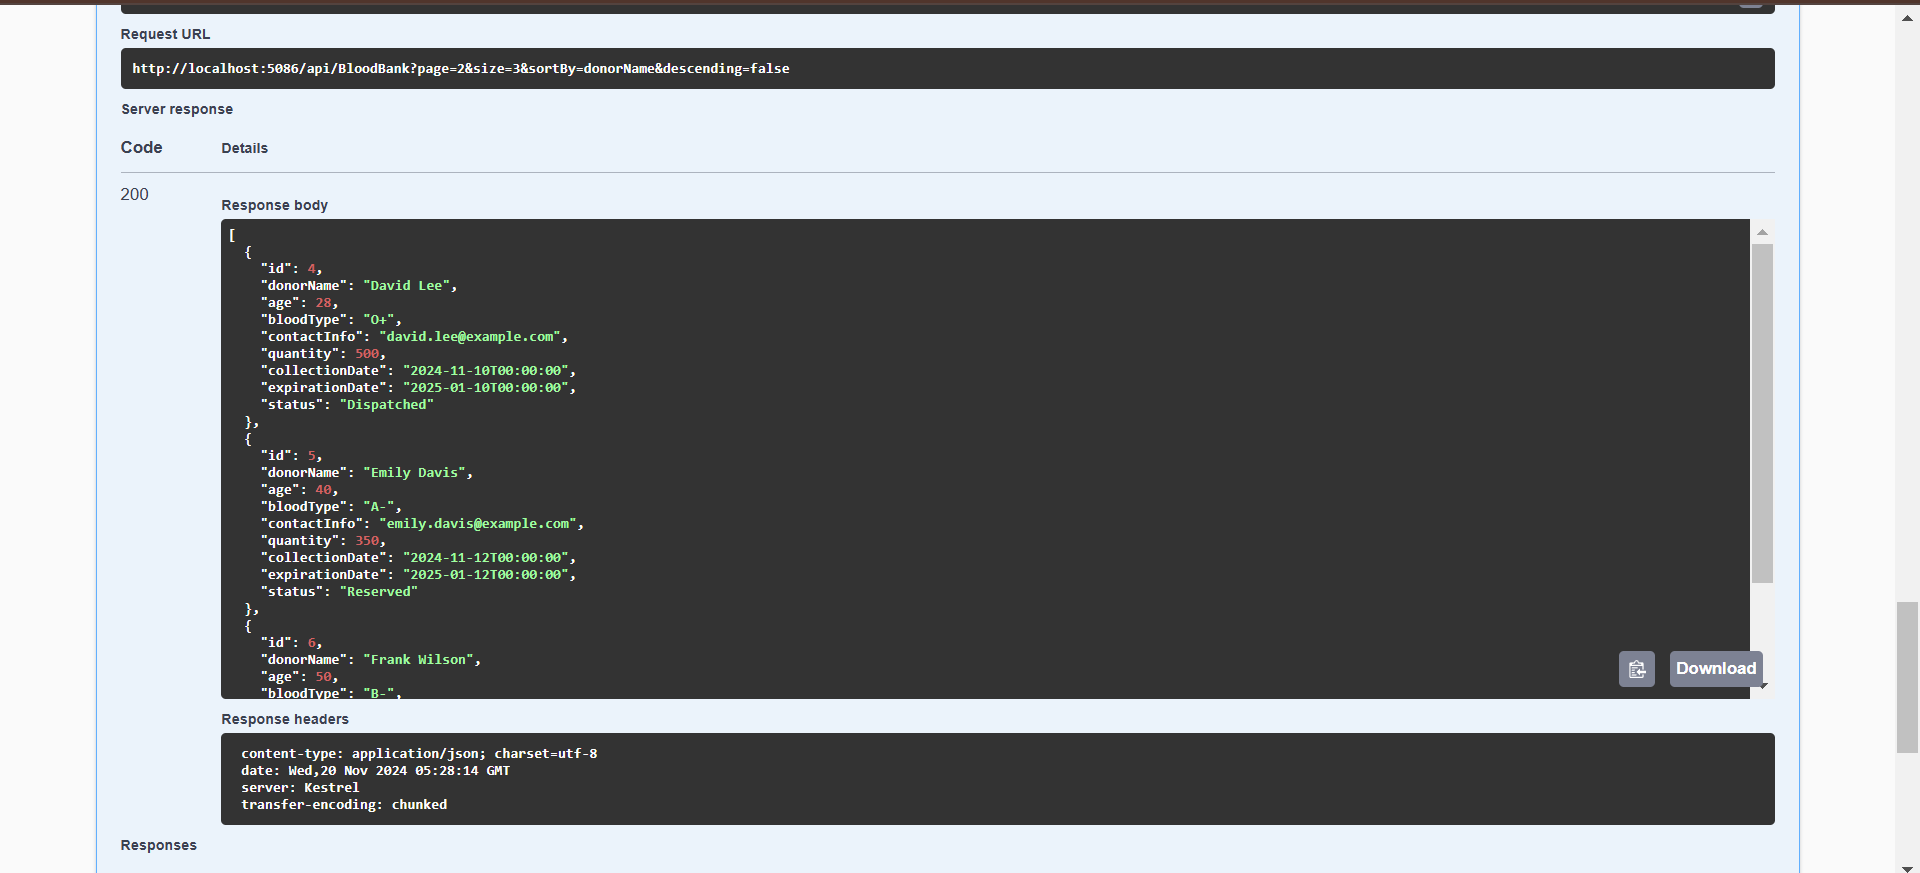 Request URL
http://localhost:5086/api/BloodBank?page=2&size=3&sortBy=donorName&descending=false
Server response
Code Details
200
Response body
[
  {
    "id": 4,
    "donorName": "David Lee",
    "age": 28,
    "bloodType": "O+",
    "contactInfo": "david.lee@example.com",
    "quantity": 500,
    "collectionDate": "2024-11-10T00:00:00",
    "expirationDate": "2025-01-10T00:00:00",
    "status": "Dispatched"
  },
  {
    "id": 5,
    "donorName": "Emily Davis",
    "age": 40,
    "bloodType": "A-",
    "contactInfo": "emily.davis@example.com",
    "quantity": 350,
    "collectionDate": "2024-11-12T00:00:00",
    "expirationDate": "2025-01-12T00:00:00",
    "status": "Reserved"
  },
  {
    "id": 6,
    "donorName": "Frank Wilson",
    "age": 50,
    "bloodType": "B-",
Download
Response headers
content-type: application/json; charset=utf-8
date: Wed,20 Nov 2024 05:28:14 GMT
server: Kestrel
transfer-encoding: chunked
Responses